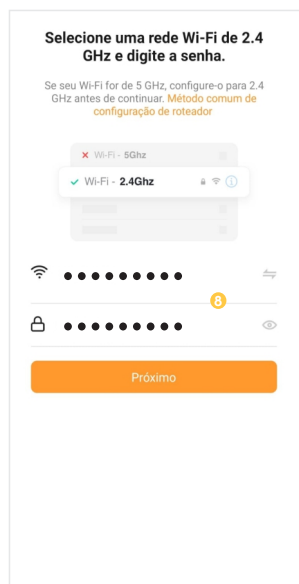 Selecione uma rede Wi-Fi de 2.4
GHz e digite a senha.
Se seu Wi-Fi for de 5 GHz, configure-o para 2.4
GHz antes de continuar. Método comum de
configuração de roteador
Wi-Fi - 5Ghz
Wi-Fi - 2.4Ghz
8
Próximo